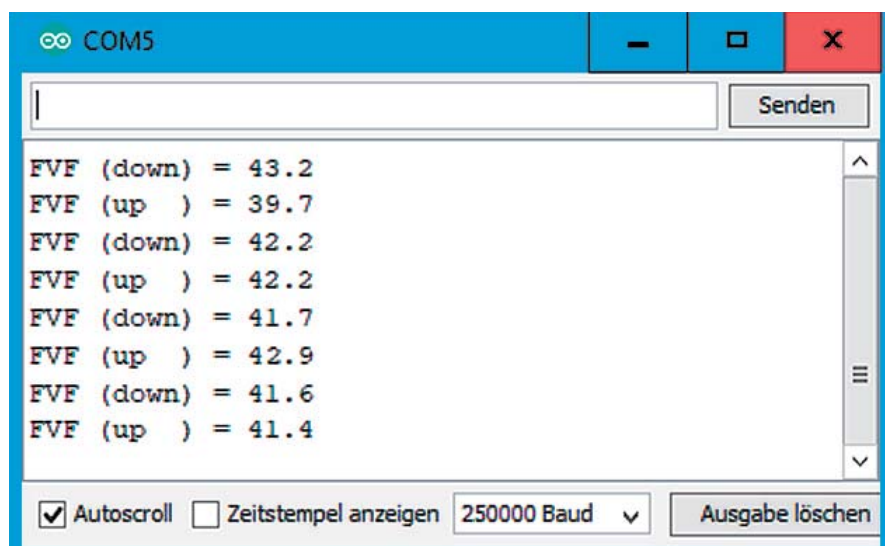 COM5
Senden
FVF (down) = 43.2
FVF (up  ) = 39.7
FVF (down) = 42.2
FVF (up  ) = 42.2
FVF (down) = 41.7
FVF (up  ) = 42.9
FVF (down) = 41.6
FVF (up  ) = 41.4
Autoscroll Zeitstempel anzeigen 250000 Baud Ausgabe löschen